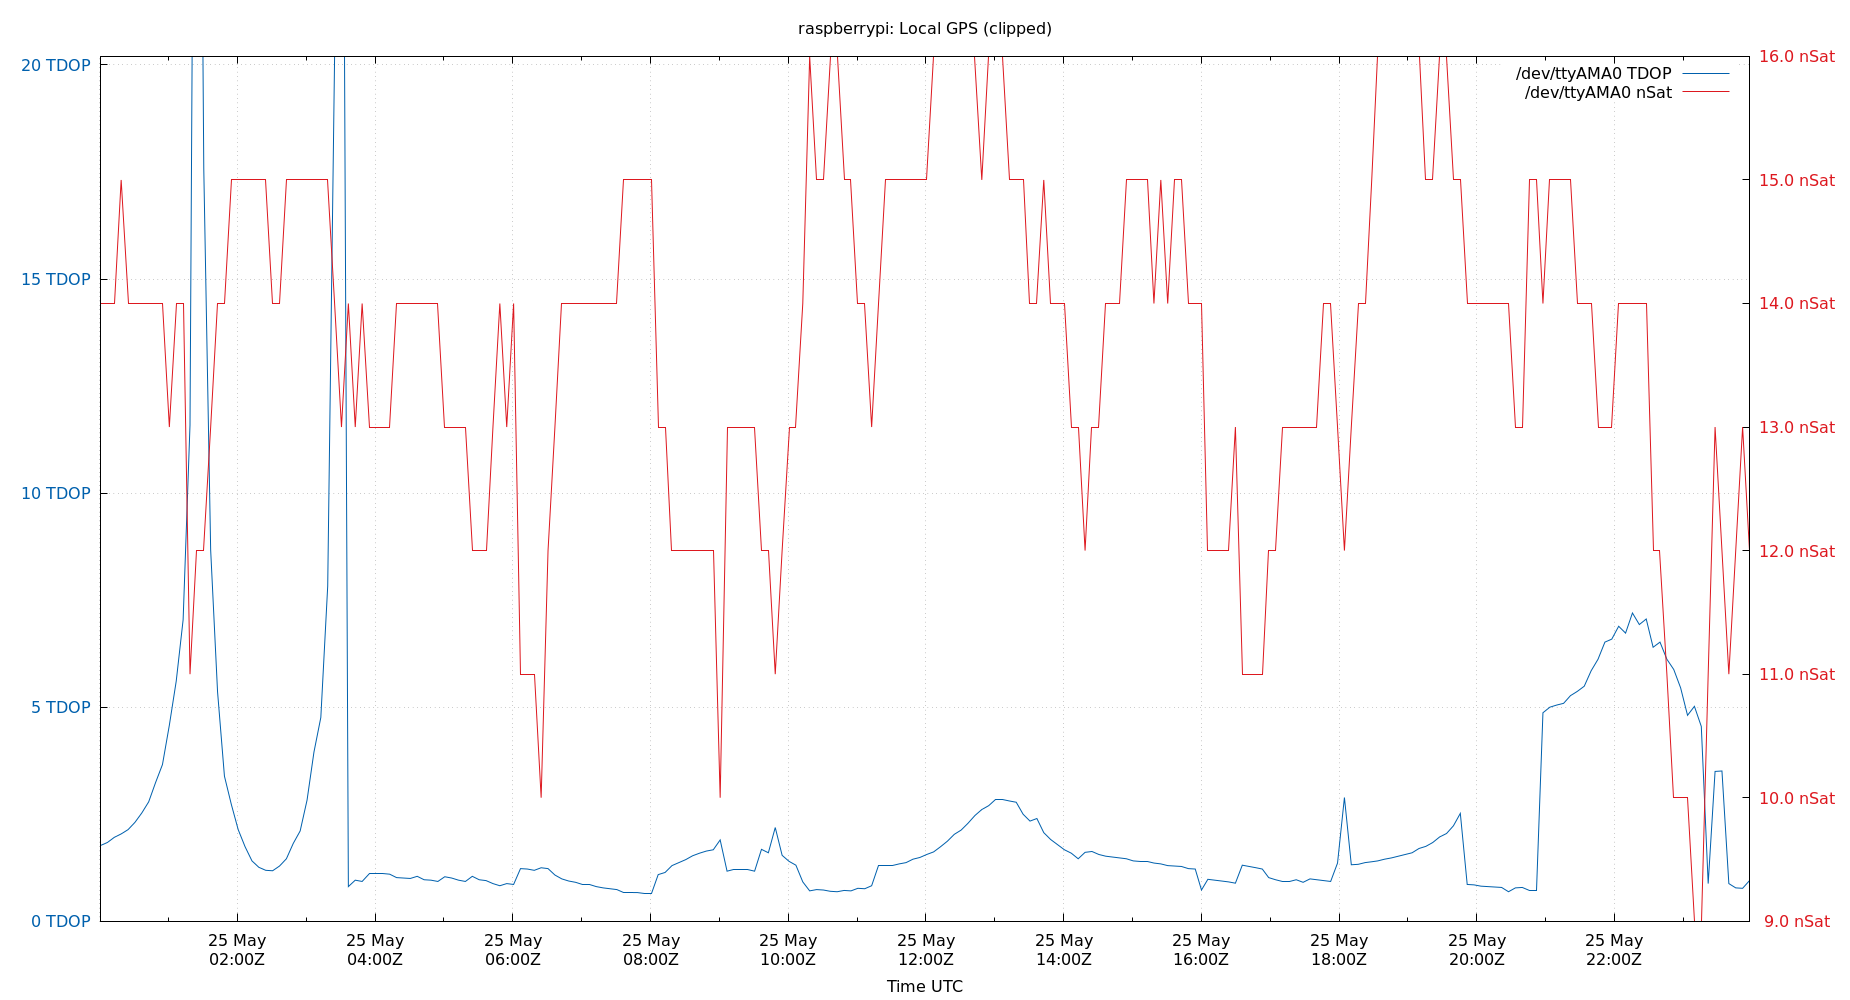 raspberrypi: Local GPS (clipped)
20 TDOP
15 TDOP
10 TDOP
5 TDOP
0 TDOP
16.0 nSat
15.0 nSat
14.0 nSat
13.0 nSat
12.0 nSat
11.0 nSat
10.0 nSat
9.0 nSat
/dev/ttyAMA0 TDOP
/dev/ttyAMA0 nSat
25 May
02:00Z
25 May
04:00Z
25 May
06:00Z
25 May
08:00Z
25 May
10:00Z
25 May
12:00Z
25 May
14:00Z
25 May
16:00Z
25 May
18:00Z
25 May
20:00Z
25 May
22:00Z
Time UTC